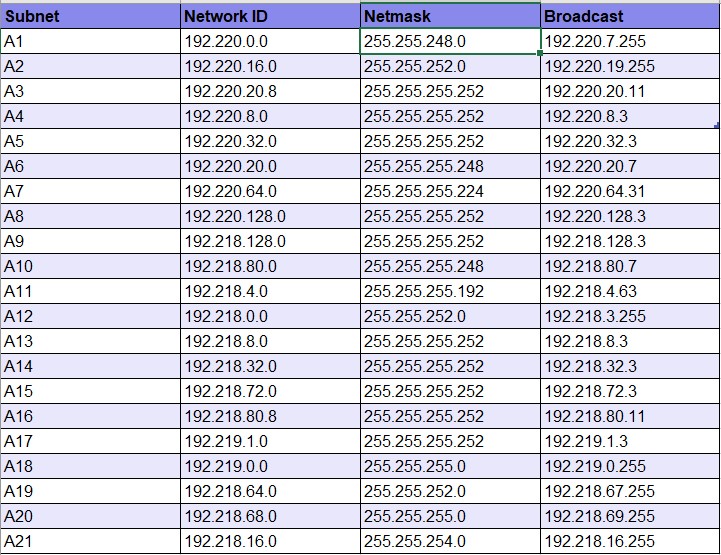 Subnet Network ID Netmask Broadcast
A1 192.220.0.0 255.255.248.0 192.220.7.255
A2 192.220.16.0 255.255.252.0 192.220.19.255
A3 192.220.20.8 255.255.255.252 192.220.20.11
A4 192.220.8.0 255.255.255.252 192.220.8.3
A5 192.220.32.0 255.255.255.252 192.220.32.3
A6 192.220.20.0 255.255.255.248 192.220.20.7
A7 192.220.64.0 255.255.255.224 192.220.64.31
A8 192.220.128.0 255.255.255.252 192.220.128.3
A9 192.218.128.0 255.255.255.252 192.218.128.3
A10 192.218.80.0 255.255.255.248 192.218.80.7
A11 192.218.4.0 255.255.255.192 192.218.4.63
A12 192.218.0.0 255.255.252.0 192.218.3.255
A13 192.218.8.0 255.255.255.252 192.218.8.3
A14 192.218.32.0 255.255.255.252 192.218.32.3
A15 192.218.72.0 255.255.255.252 192.218.72.3
A16 192.218.80.8 255.255.255.252 192.218.80.11
A17 192.219.1.0 255.255.255.252 192.219.1.3
A18 192.219.0.0 255.255.255.0 192.219.0.255
A19 192.218.64.0 255.255.252.0 192.218.67.255
A20 192.218.68.0 255.255.255.0 192.218.69.255
A21 192.218.16.0 255.255.254.0 192.218.16.255